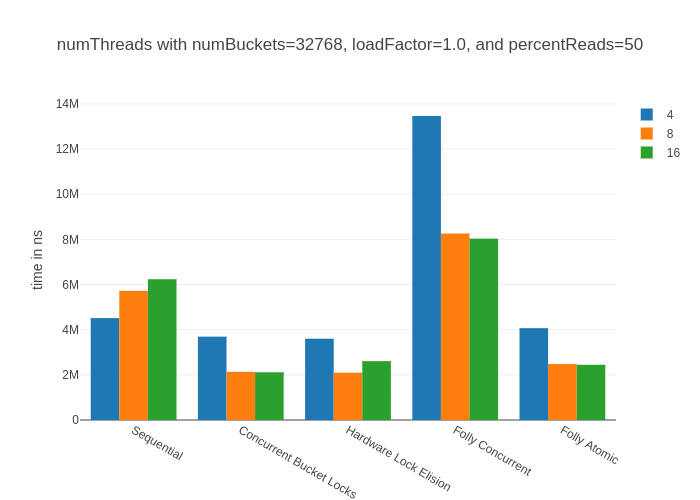 numThreads with numBuckets=32768, loadFactor=1.0, and percentReads=50
14M
12M
10M
8M
6M
4M
2M
0
time in ns
Sequential
Concurrent Bucket Locks
Hardware Lock Elision
Folly Concurrent
Folly Atomic
4
8
16